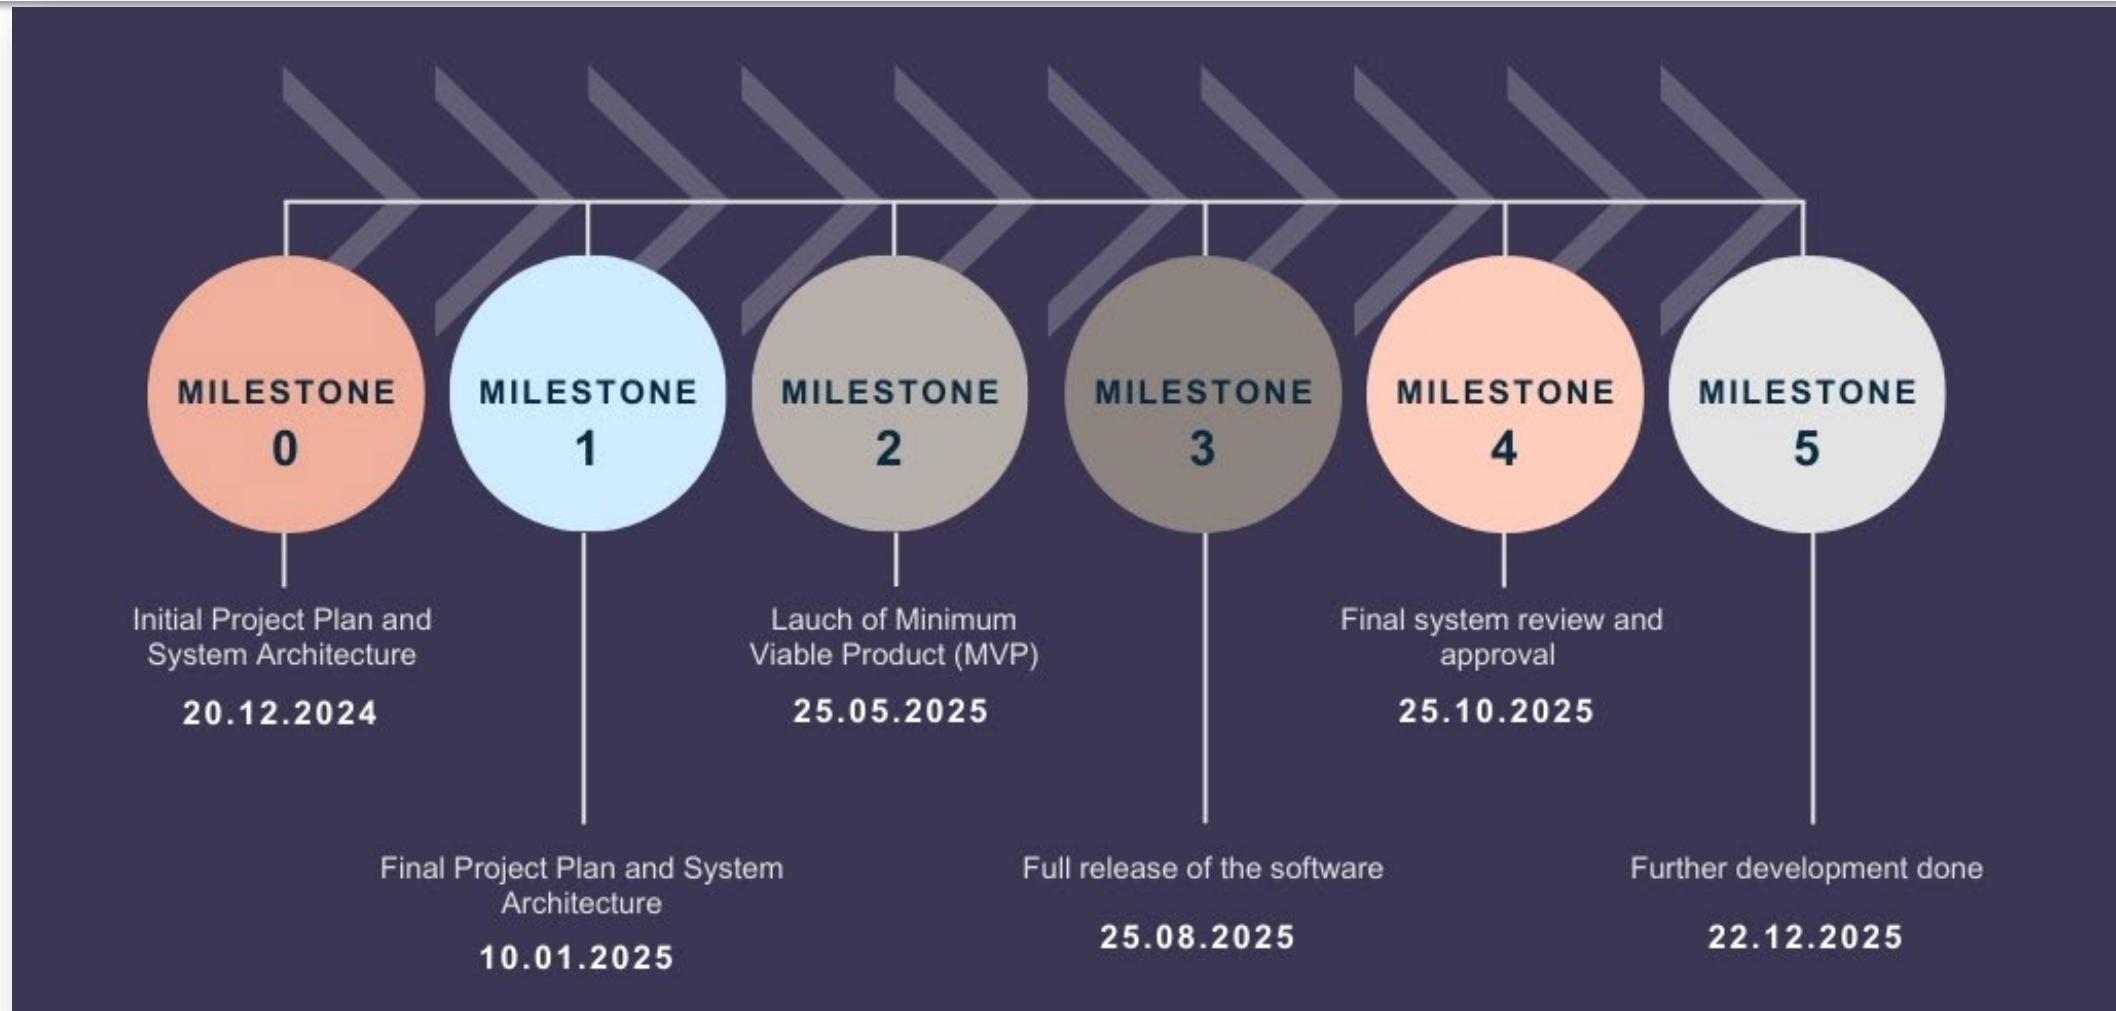 MILESTONE
0
MILESTONE
1
MILESTONE
2
MILESTONE
3
MILESTONE
4
MILESTONE
5
Initial Project Plan and
System Architecture
20.12.2024
Final Project Plan and System
Architecture
10.01.2025
Lauch of Minimum
Viable Product (MVP)
25.05.2025
Full release of the software
25.08.2025
Final system review and
approval
25.10.2025
Further development done
22.12.2025